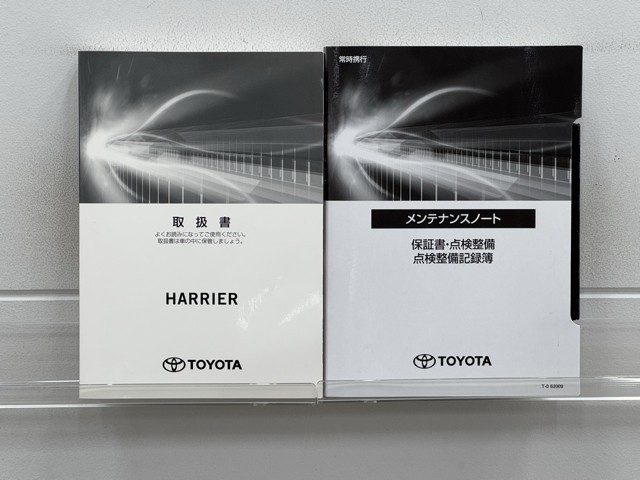 取扱書
よくお読みになってご使用ください。
取扱書は車の中に保管しましょう。
HARRIER
TOYOTA
常時携行
メンテナンスノート
保証書・点検整備
点検整備記録簿
TOYOTA